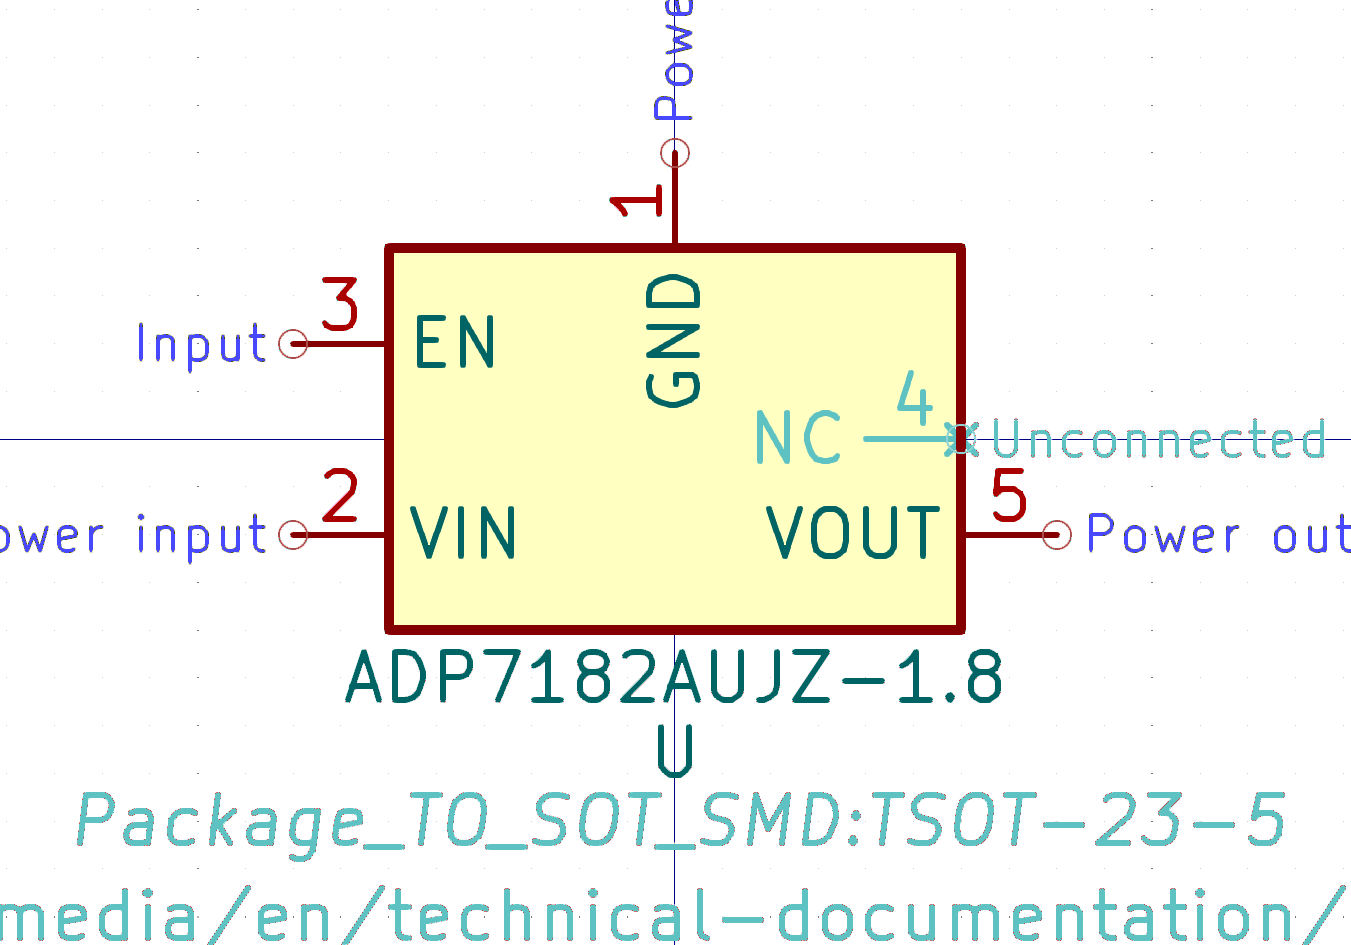 Powe
1
3
Input
EN
GND
4
NC
Unconnected
2
5
ower input
VIN
VOUT
Power out
ADP7182AUJZ-1.8
U
Package_TO_SOT_SMD:TSOT-23-5
media/en/technical-documentation/